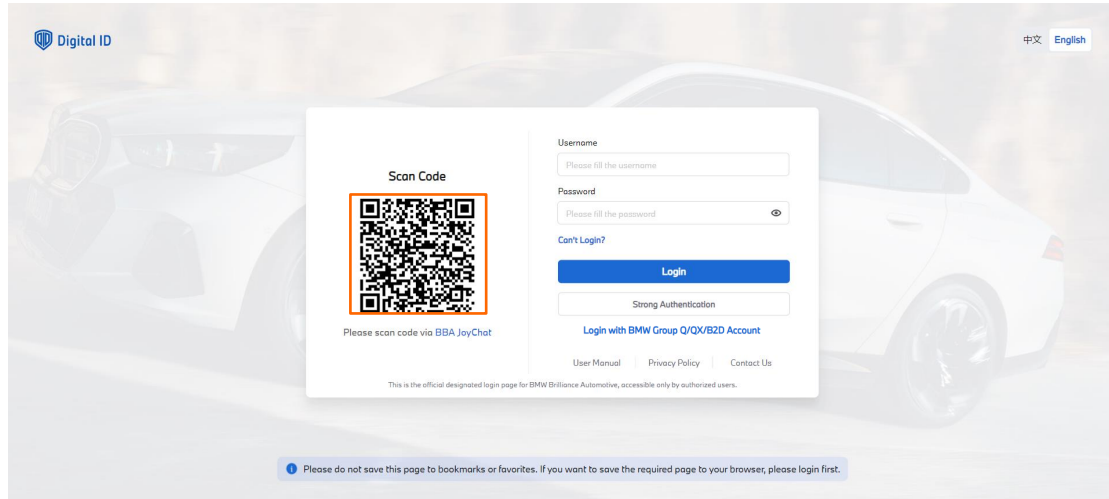 Digital ID
中文 English
Scan Code
Please scan code via BBA JoyChat
Username
Please fill the username
Password
Please fill the password
Can't Login?
Login
Strong Authentication
Login with BMW Group Q/QX/B2D Account
User Manual Privacy Policy Contact Us
This is the official designated login page for BMW Brilliance Automotive, accessible only by authorized users.
Please do not save this page to bookmarks or favorites. If you want to save the required page to your browser, please login first.